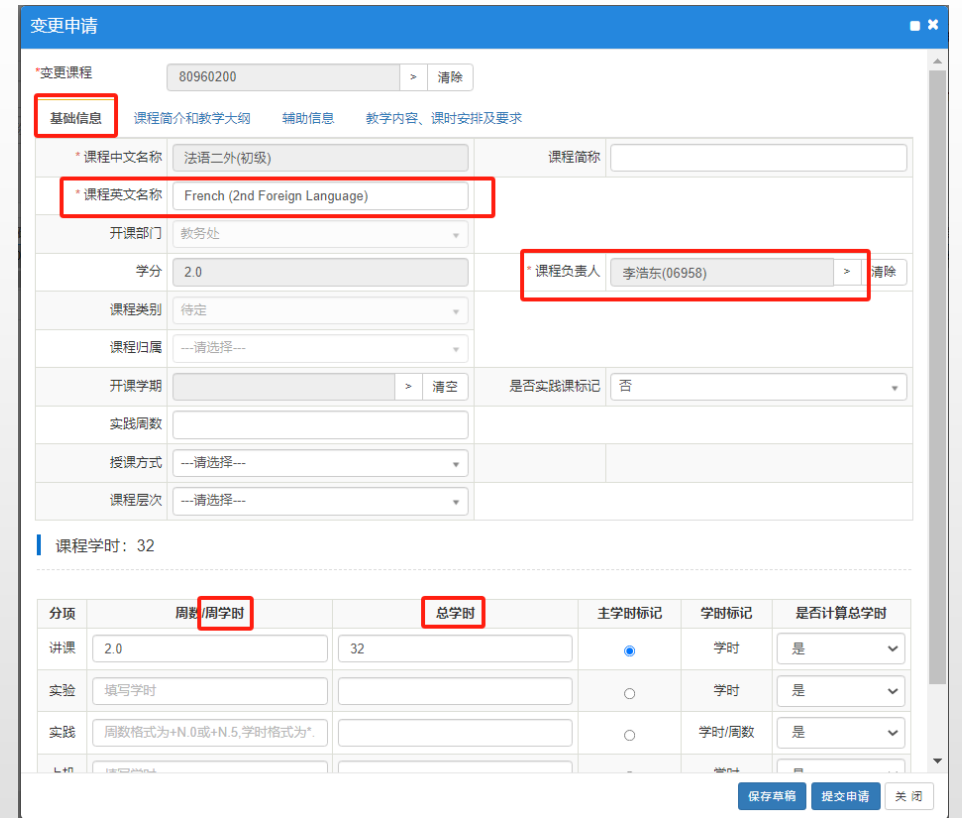 变更申请
*变更课程 80960200 > 清除
基础信息 课程简介和教学大纲 辅助信息 教学内容、课时安排及要求
* 课程中文名称 法语二外(初级) 课程简称
* 课程英文名称 French (2nd Foreign Language)
开课部门 教务处
学分 2.0 * 课程负责人 李浩东(06958) > 清除
课程类别 待定
课程归属 ---请选择---
开课学期 > 清空 是否实践课标记 否
实践周数
授课方式 ---请选择---
课程层次 ---请选择---
课程学时：32
分项 周数/周学时 总学时 主学时标记 学时标记 是否计算总学时
讲课 2.0 32 学时 是
实验 填写学时 学时 是
实践 周数格式为+N.0或+N.5,学时格式为*. 学时/周数 是
保存草稿 提交申请 关 闭